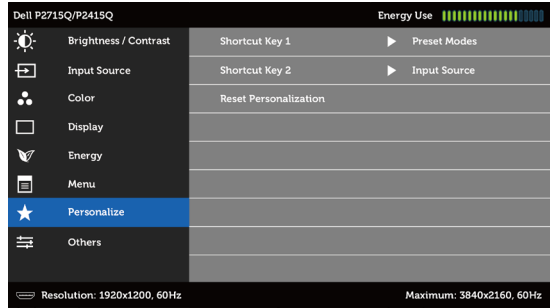 Dell P2715Q/P2415Q Energy Use
Brightness / Contrast Shortcut Key 1 Preset Modes
Input Source Shortcut Key 2 Input Source
Color Reset Personalization
Display
Energy
Menu
Personalize
Others
Resolution: 1920x1200, 60Hz Maximum: 3840x2160, 60Hz